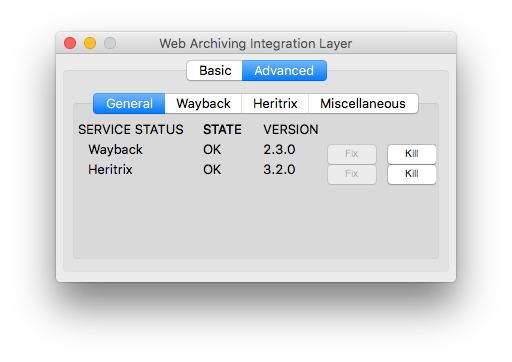 Web Archiving Integration Layer
Basic Advanced
General Wayback Heritrix Miscellaneous
SERVICE STATUS STATE VERSION
Wayback OK 2.3.0 Fix Kill
Heritrix OK 3.2.0 Fix Kill